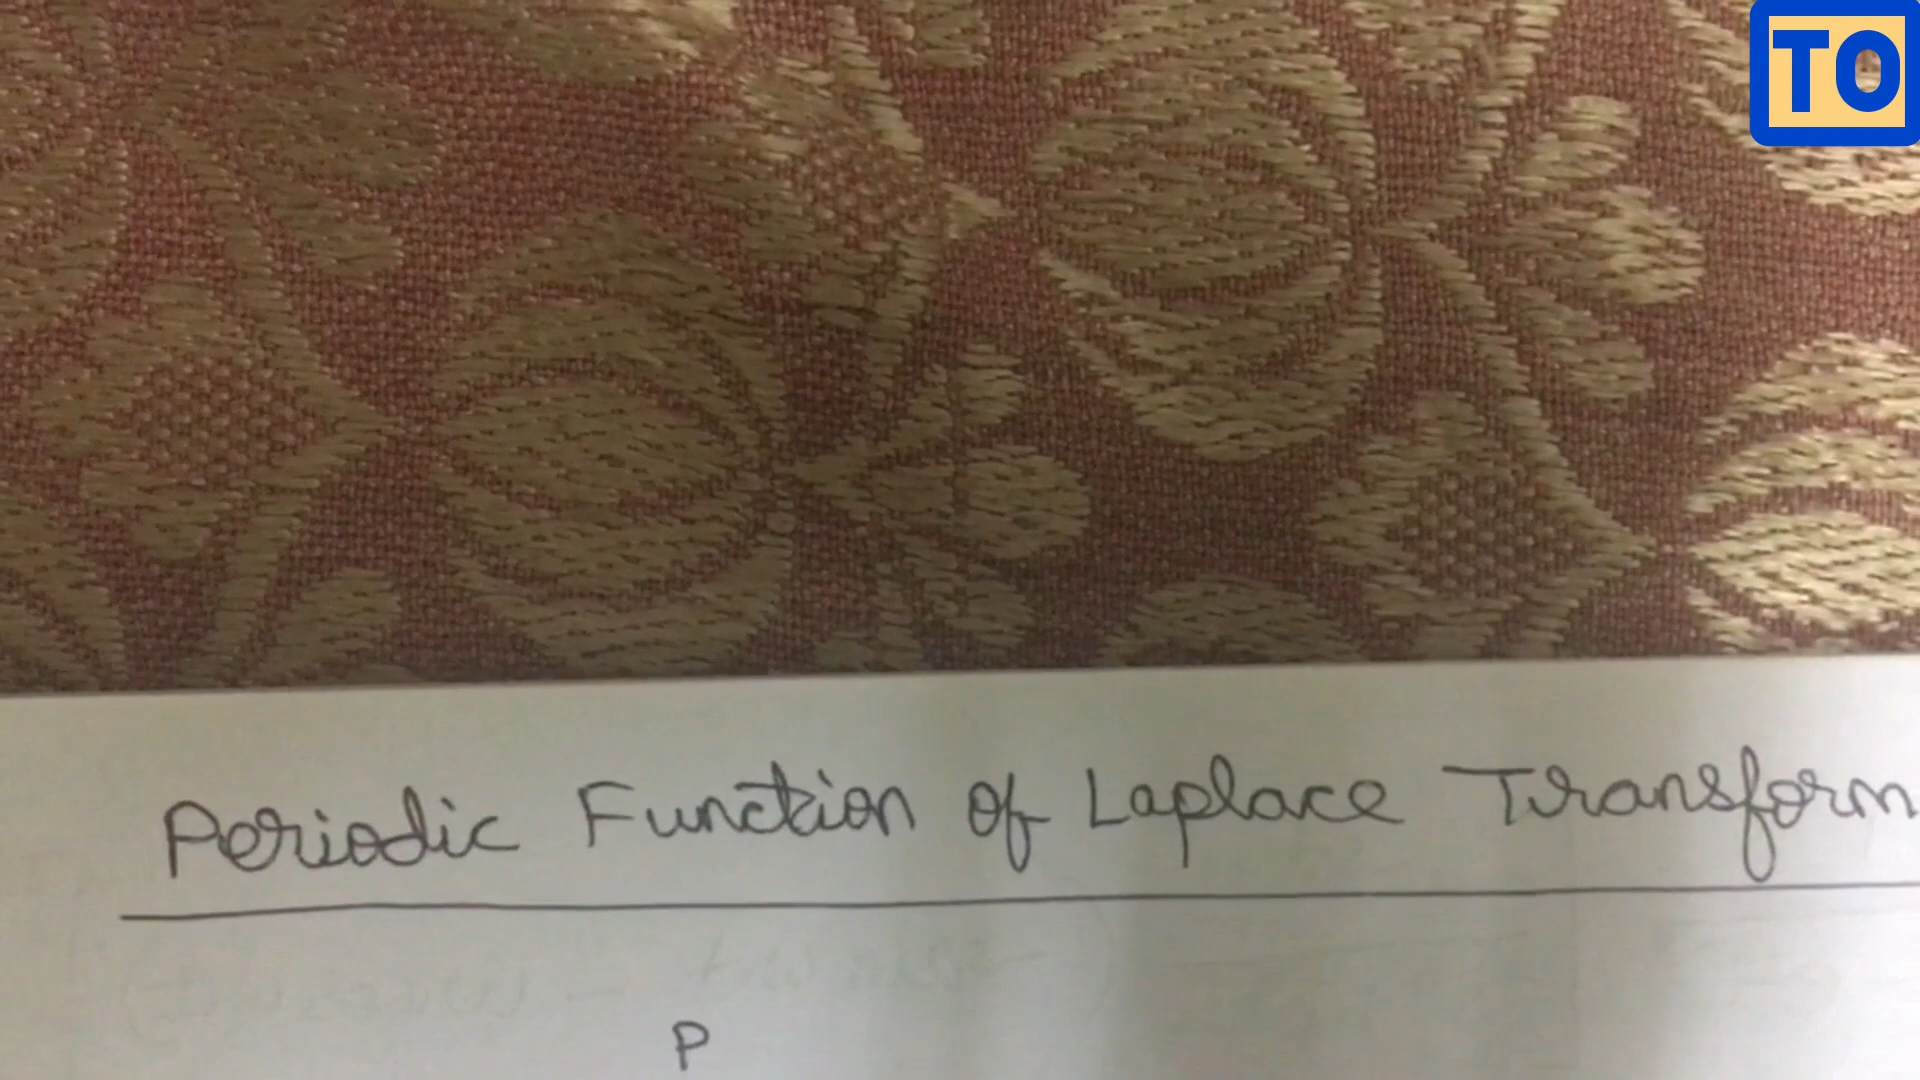 TO
Periodic Function of Laplace Transform
P